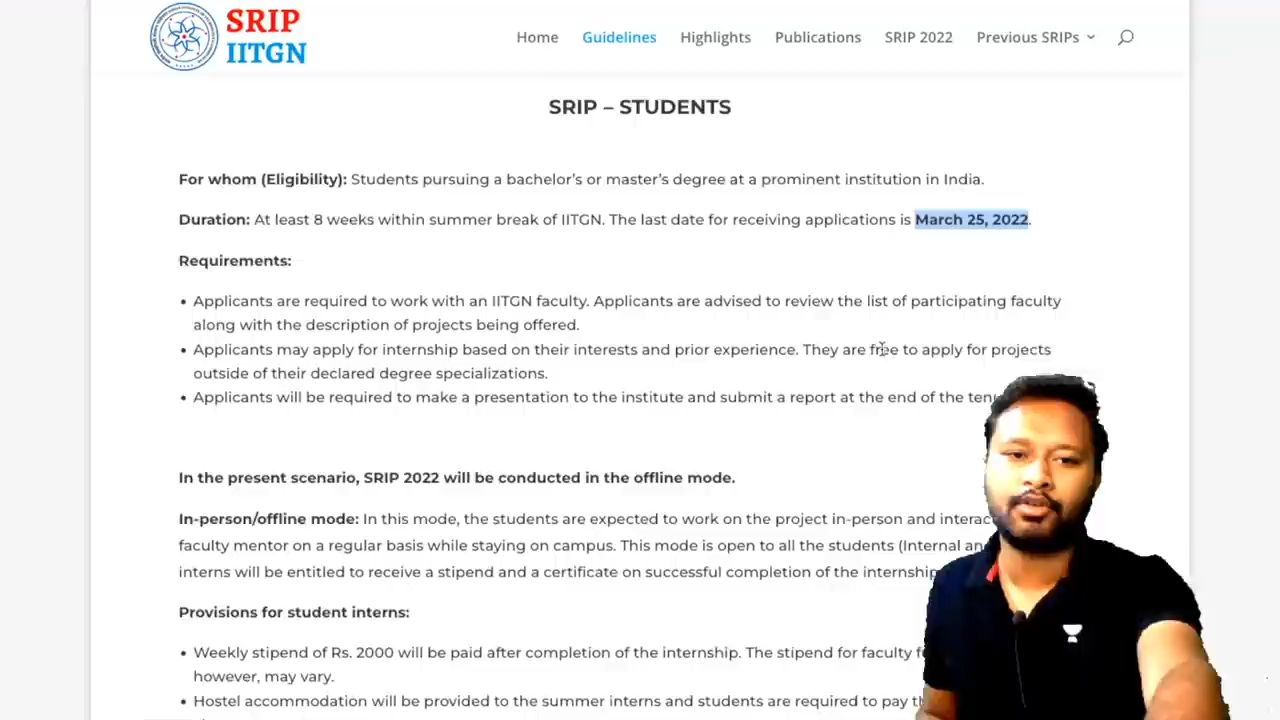 SRIP
IITGN
Home Guidelines Highlights Publications SRIP 2022 Previous SRIPs
SRIP – STUDENTS
For whom (Eligibility): Students pursuing a bachelor’s or master’s degree at a prominent institution in India.
Duration: At least 8 weeks within summer break of IITGN. The last date for receiving applications is March 25, 2022.
Requirements:
• Applicants are required to work with an IITGN faculty. Applicants are advised to review the list of participating faculty
along with the description of projects being offered.
• Applicants may apply for internship based on their interests and prior experience. They are free to apply for projects
outside of their declared degree specializations.
• Applicants will be required to make a presentation to the institute and submit a report at the end of the
In the present scenario, SRIP 2022 will be conducted in the offline mode.
In-person/offline mode: In this mode, the students are expected to work on the project in-person and
faculty mentor on a regular basis while staying on campus. This mode is open to all the students (Internal
interns will be entitled to receive a stipend and a certificate on successful completion of the internship
Provisions for student interns:
• Weekly stipend of Rs. 2000 will be paid after completion of the internship. The stipend for faculty
however, may vary.
• Hostel accommodation will be provided to the summer interns and students are required to pay